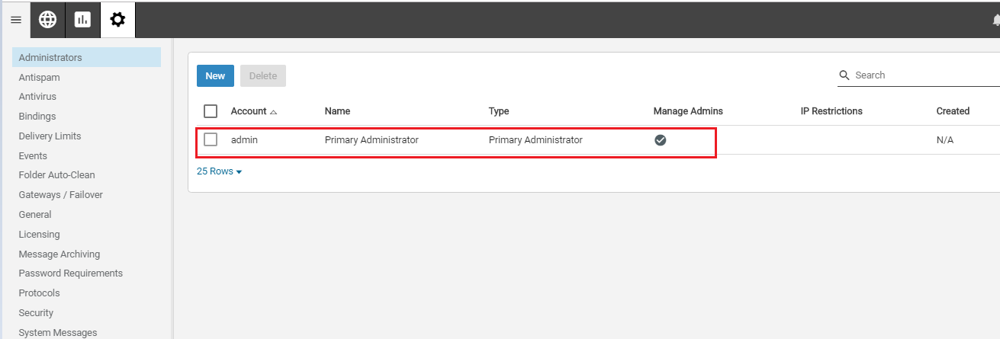 Administrators
Antispam
Antivirus
Bindings
Delivery Limits
Events
Folder Auto-Clean
Gateways / Failover
General
Licensing
Message Archiving
Password Requirements
Protocols
Security
System Messages
New Delete Search
Account Name Type Manage Admins IP Restrictions Created
admin Primary Administrator Primary Administrator N/A
25 Rows